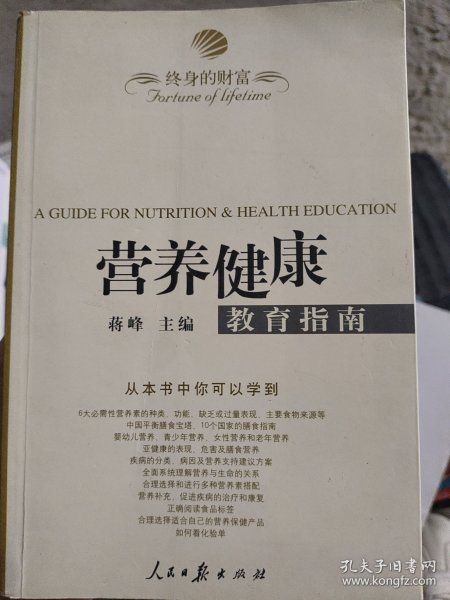 终身的财富
Fortune of lifetime
A GUIDE FOR NUTRITION & HEALTH EDUCATION
营养健康
蒋峰 主编 教育指南
从本书中你可以学到
6大必需性营养素的种类、功能、缺乏或过量表现、主要食物来源等
中国平衡膳食宝塔、10个国家的膳食指南
婴幼儿营养、青少年营养、女性营养和老年营养
亚健康的表现、危害及膳食营养
疾病的分类、病因及营养支持建议方案
全面系统理解营养与生命的关系
合理选择和进行多种营养素搭配
营养补充，促进疾病的治疗和康复
正确阅读食品标签
合理选择适合自己的营养保健产品
如何看化验单
人民日报出版社
孔夫子旧书网
www.kongfz.com